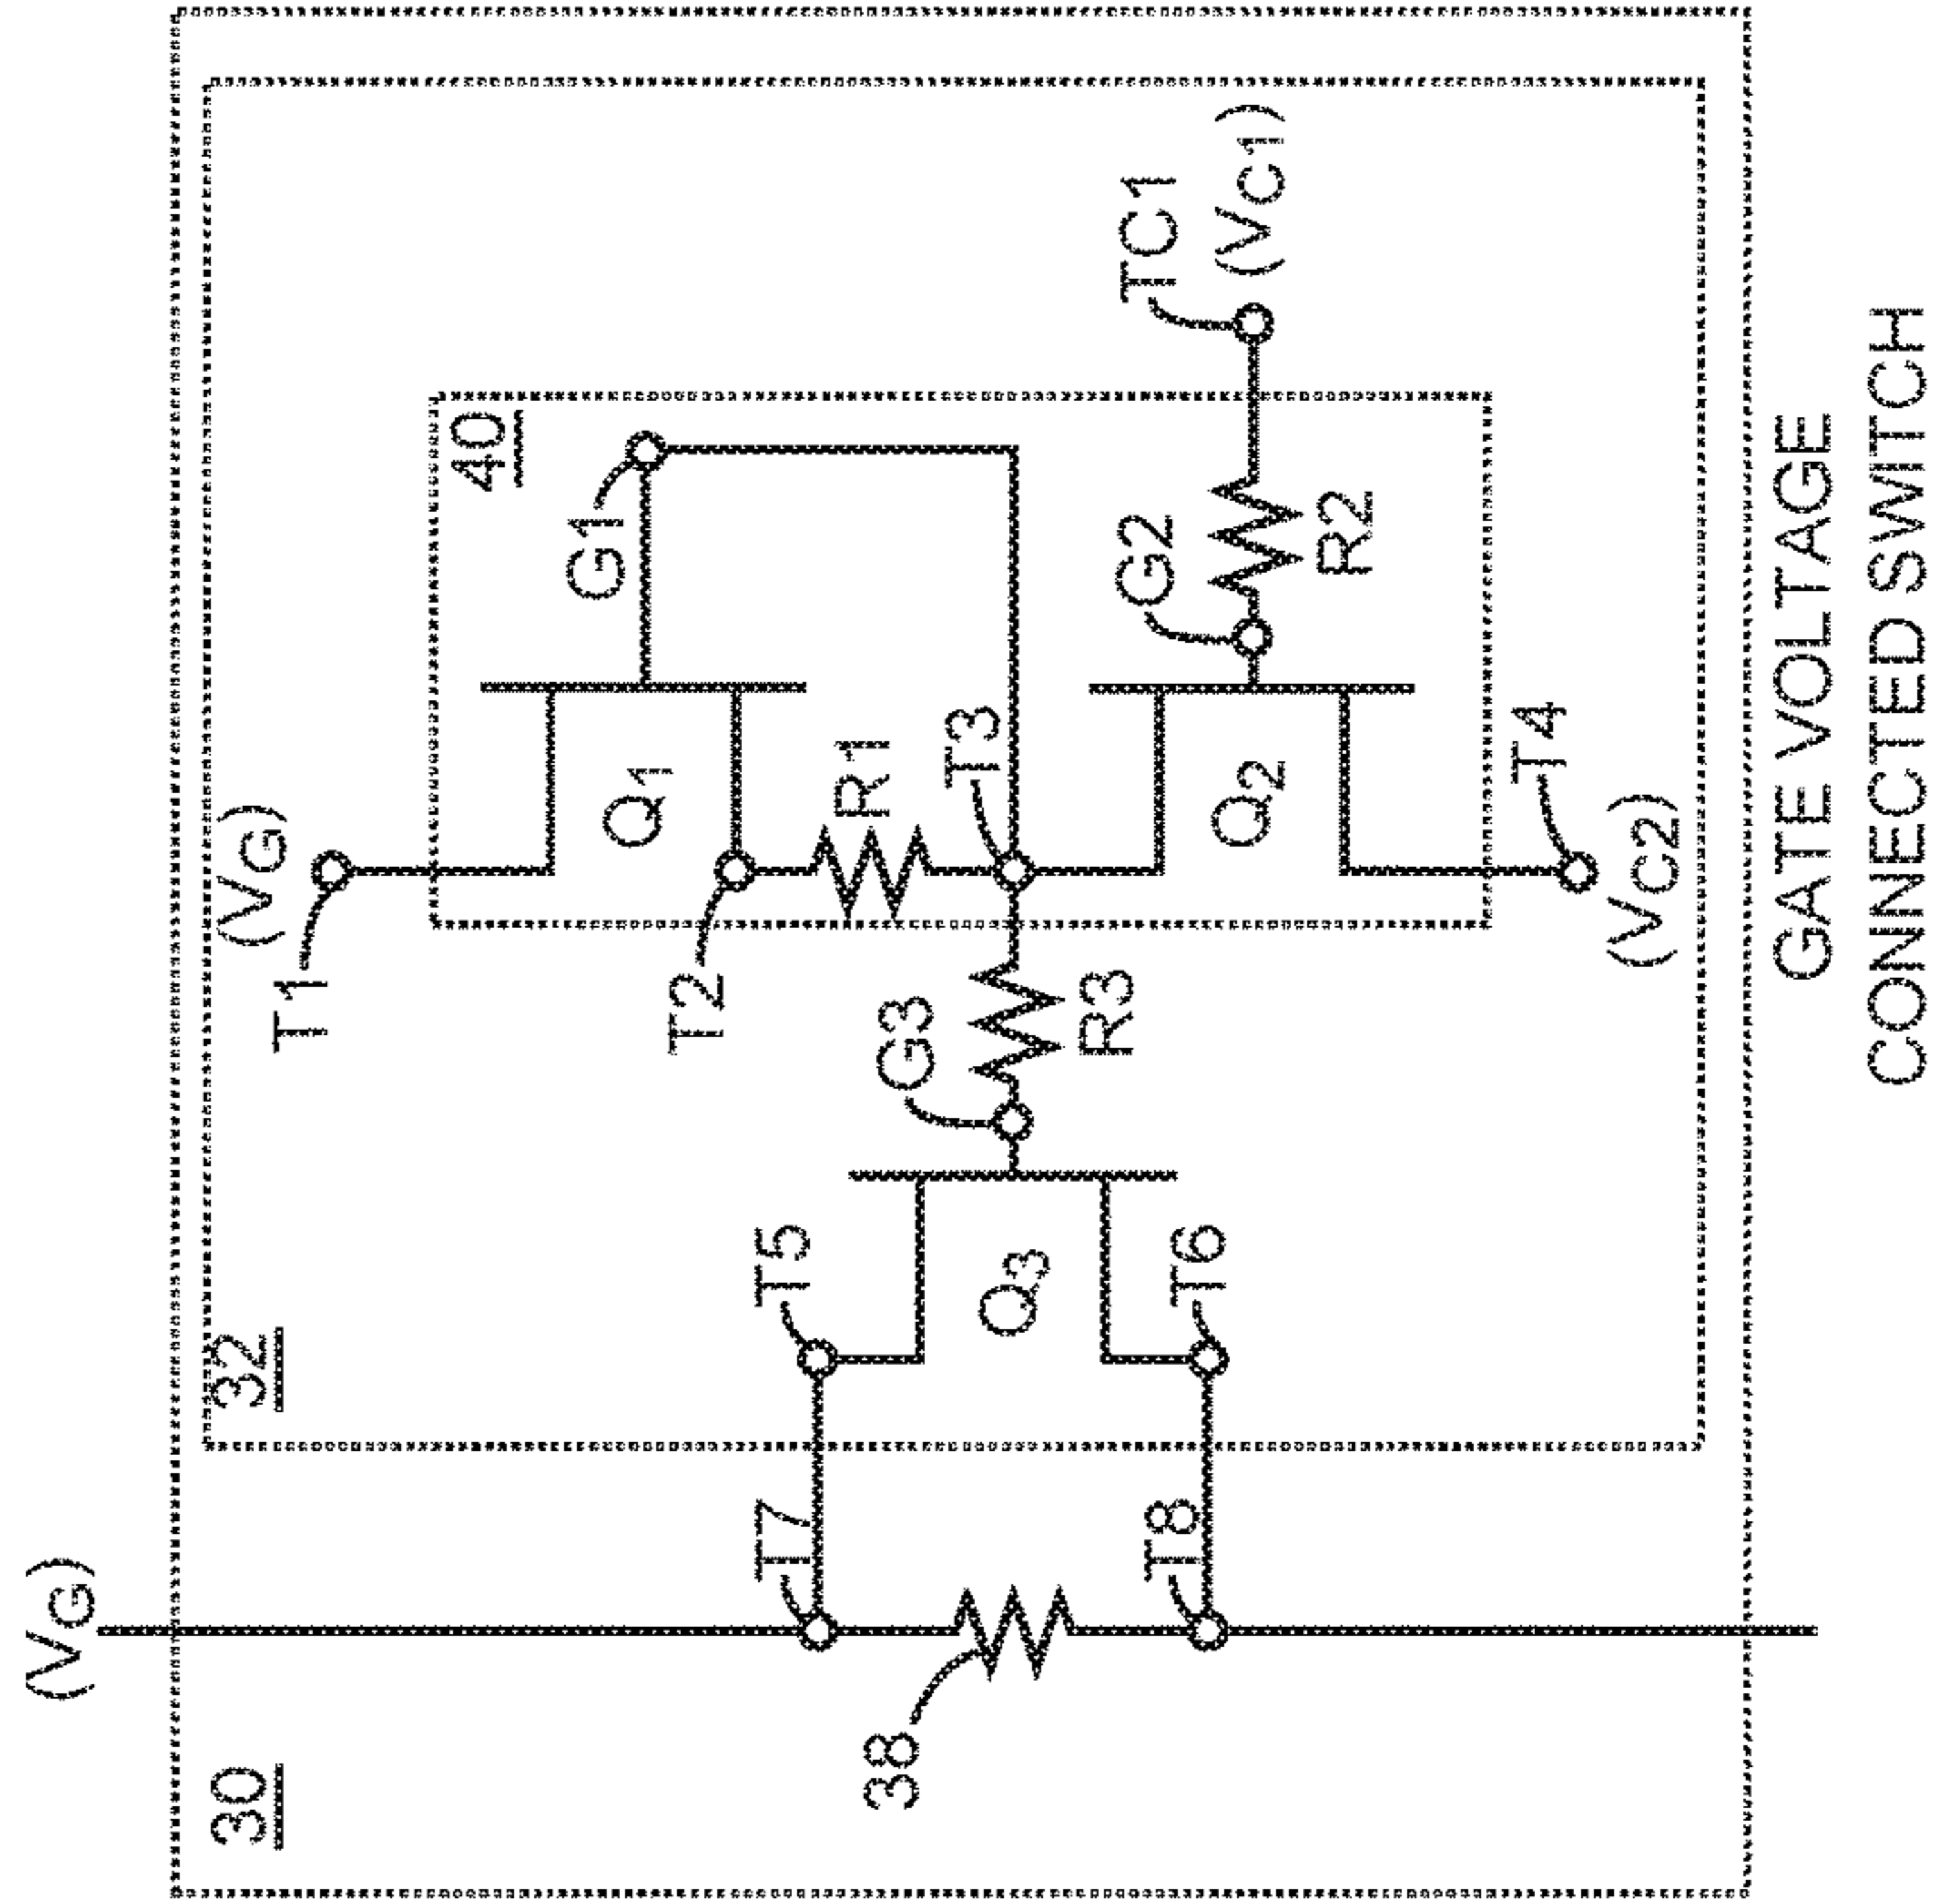 (VG)
30
38
T7
T8
32
T5
T6
Q3
G3
R3
T1
(VG)
T2
R1
T3
Q1
G1
40
Q2
G2
R2
TC1
(VC1)
T4
(VC2)
GATE VOLTAGE
CONNECTED SWITCH